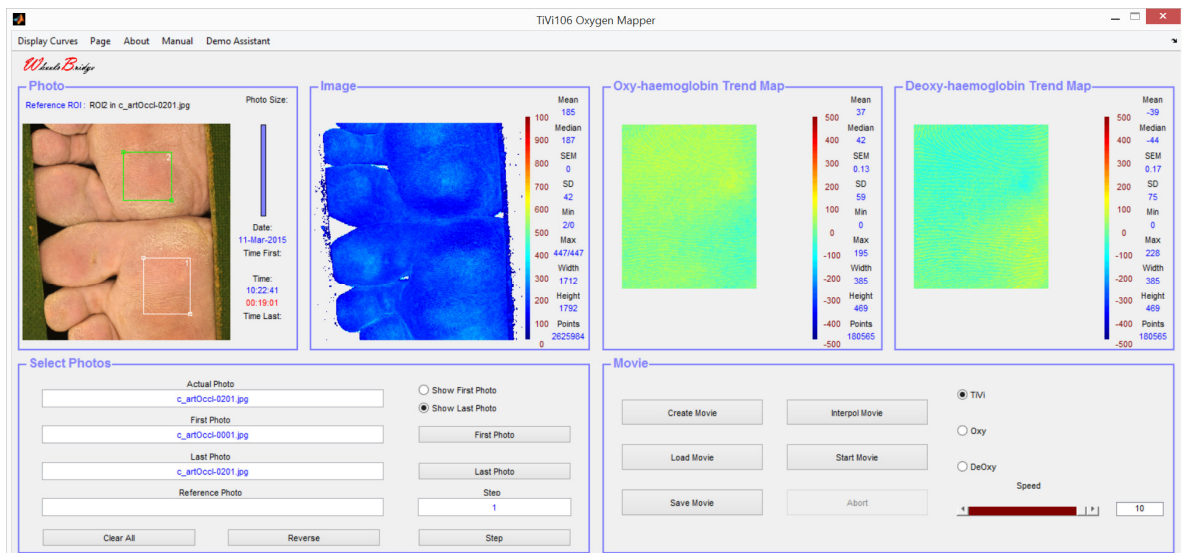 TiVi106 Oxygen Mapper
Display Curves Page About Manual Demo Assistant
WheelsBridge
Photo
Reference ROI : ROI2 in c_artOccl-0201.jpg
Photo Size:
2
1
Date:
11-Mar-2015
Time First:
Time:
10:22:41
00:19:01
Time Last:
Image
100
900
800
700
600
500
400
300
200
100
0
Mean
185
Median
187
SEM
0
SD
42
Min
2/0
Max
447/447
Width
1712
Height
1792
Points
2625984
Oxy-haemoglobin Trend Map
500
400
300
200
100
0
-100
-200
-300
-400
-500
Mean
37
Median
42
SEM
0.13
SD
59
Min
0
Max
195
Width
385
Height
469
Points
180565
Deoxy-haemoglobin Trend Map
500
400
300
200
100
0
-100
-200
-300
-400
-500
Mean
-39
Median
-44
SEM
0.17
SD
75
Min
0
Max
228
Width
385
Height
469
Points
180565
Select Photos
Actual Photo
c_artOccl-0201.jpg
First Photo
c_artOccl-0001.jpg
Last Photo
c_artOccl-0201.jpg
Reference Photo
Show First Photo
Show Last Photo
First Photo
Last Photo
Step
1
Clear All
Reverse
Step
Movie
Create Movie
Interpol Movie
Load Movie
Start Movie
Save Movie
Abort
TiVi
Oxy
DeOxy
Speed
10